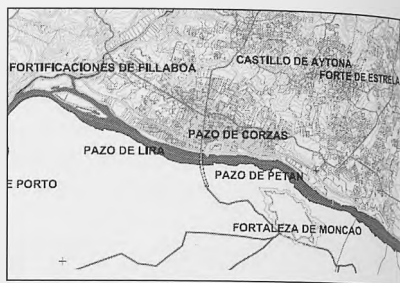 CASTILLO DE AYTONA
FORTIFICACIONES DE FILLABOA
FORTE DE ESTRELA
PAZO DE CORZAS
PAZO DE LIRA
PAZO DE PETAN
E PORTO
FORTALEZA DE MONCAO